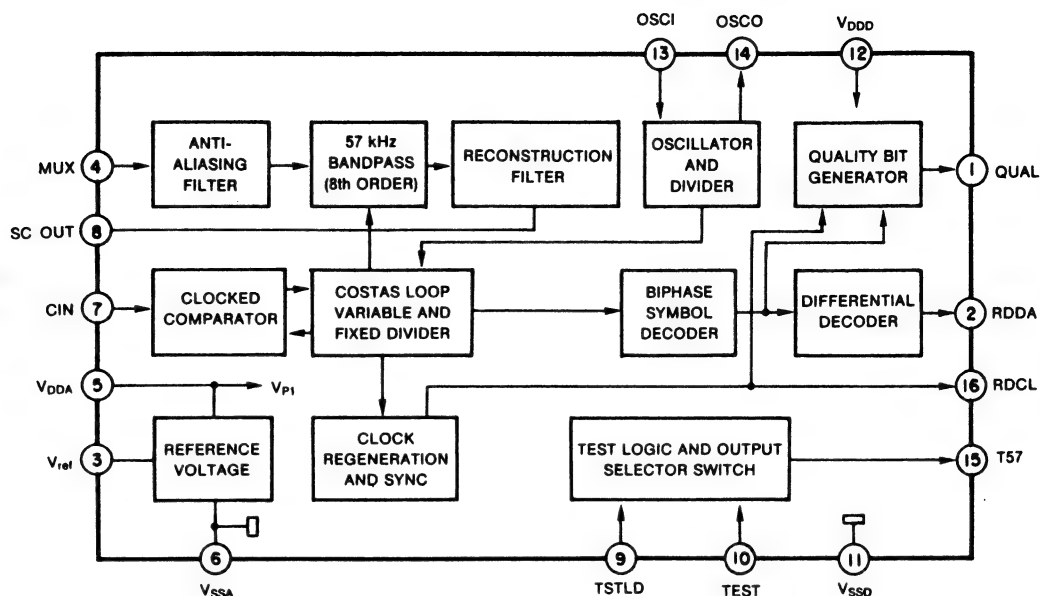 OSCI
OSCO
VDDD
13
14
12
ANTI-
ALIASING
FILTER
57 kHz
BANDPASS
(8th ORDER)
RECONSTRUCTION
FILTER
OSCILLATOR
AND
DIVIDER
QUALITY BIT
GENERATOR
MUX
4
1
QUAL
SC OUT
8
CIN
7
CLOCKED
COMPARATOR
COSTAS LOOP
VARIABLE AND
FIXED DIVIDER
BIPHASE
SYMBOL
DECODER
DIFFERENTIAL
DECODER
2
RDDA
VDDA
5
VP1
16
RDCL
Vref
3
REFERENCE
VOLTAGE
CLOCK
REGENERATION
AND SYNC
TEST LOGIC AND OUTPUT
SELECTOR SWITCH
15
T57
6
9
10
11
VSSA
TSTLD
TEST
VSSD